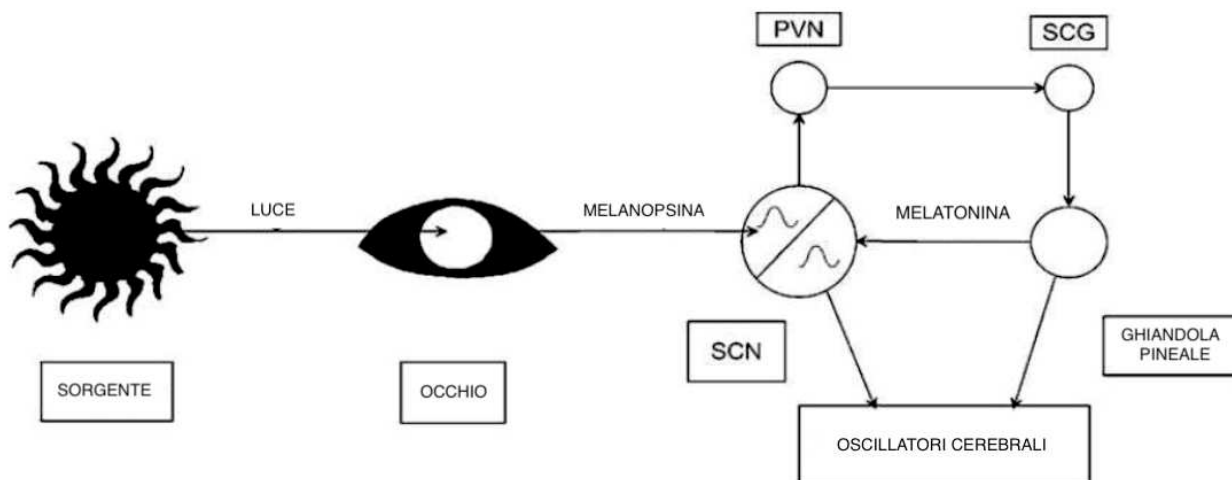 PVN
SCG
LUCE
MELANOPSINA
MELATONINA
SCN
GHIANDOLA
PINEALE
SORGENTE
OCCHIO
OSCILLATORI CEREBRALI